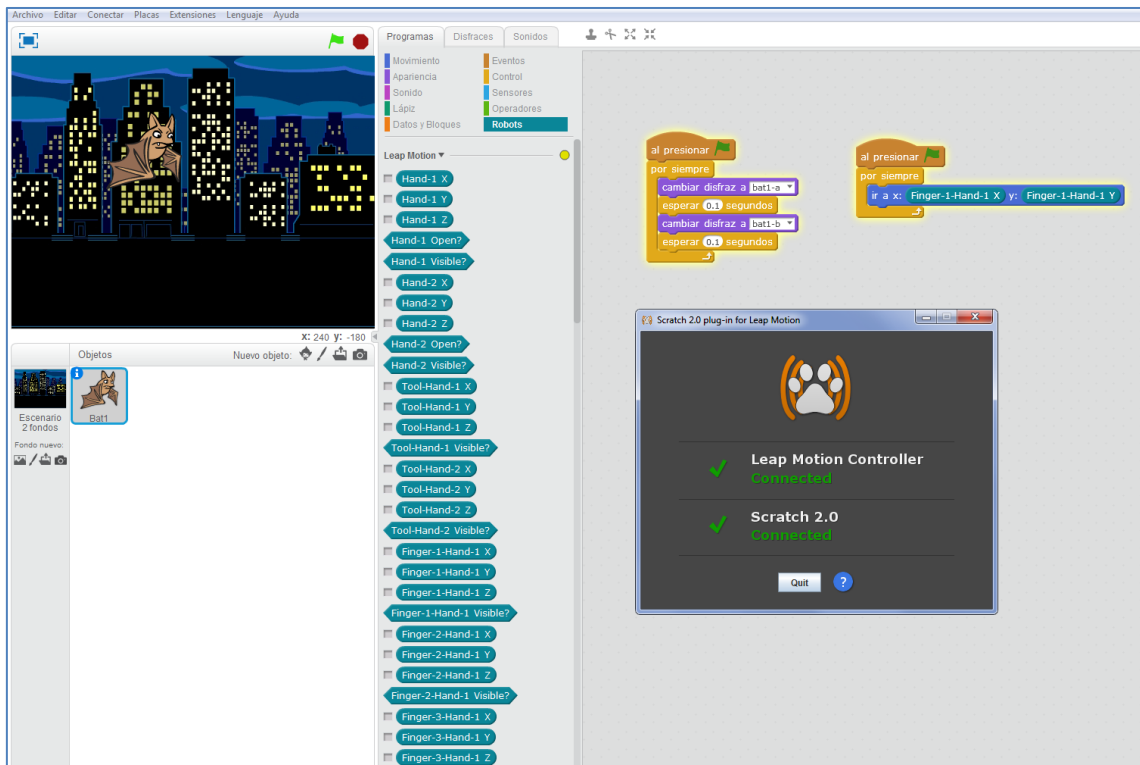 Archivo Editar Conectar Placas Extensiones Lenguaje Ayuda
Programas Disfraces Sonidos
Movimiento Eventos
Apariencia Control
Sonido Sensores
Lápiz Operadores
Datos y Bloques Robots
Leap Motion
Hand-1 X
Hand-1 Y
Hand-1 Z
Hand-1 Open?
Hand-1 Visible?
Hand-2 X
Hand-2 Y
Hand-2 Z
Hand-2 Open?
Hand-2 Visible?
Tool-Hand-1 X
Tool-Hand-1 Y
Tool-Hand-1 Z
Tool-Hand-1 Visible?
Tool-Hand-2 X
Tool-Hand-2 Y
Tool-Hand-2 Z
Tool-Hand-2 Visible?
Finger-1-Hand-1 X
Finger-1-Hand-1 Y
Finger-1-Hand-1 Z
Finger-1-Hand-1 Visible?
Finger-2-Hand-1 X
Finger-2-Hand-1 Y
Finger-2-Hand-1 Z
Finger-2-Hand-1 Visible?
Finger-3-Hand-1 X
Finger-3-Hand-1 Y
Finger-3-Hand-1 Z
x: 240 y: -180
Objetos Nuevo objeto:
Escenario
2 fondos
Fondo nuevo:
Bat1
al presionar
por siempre
cambiar disfraz a bat1-a
esperar 0.1 segundos
cambiar disfraz a bat1-b
esperar 0.1 segundos
al presionar
por siempre
ir a x: Finger-1-Hand-1 X y: Finger-1-Hand-1 Y
Scratch 2.0 plug-in for Leap Motion
Leap Motion Controller
Connected
Scratch 2.0
Connected
Quit ?